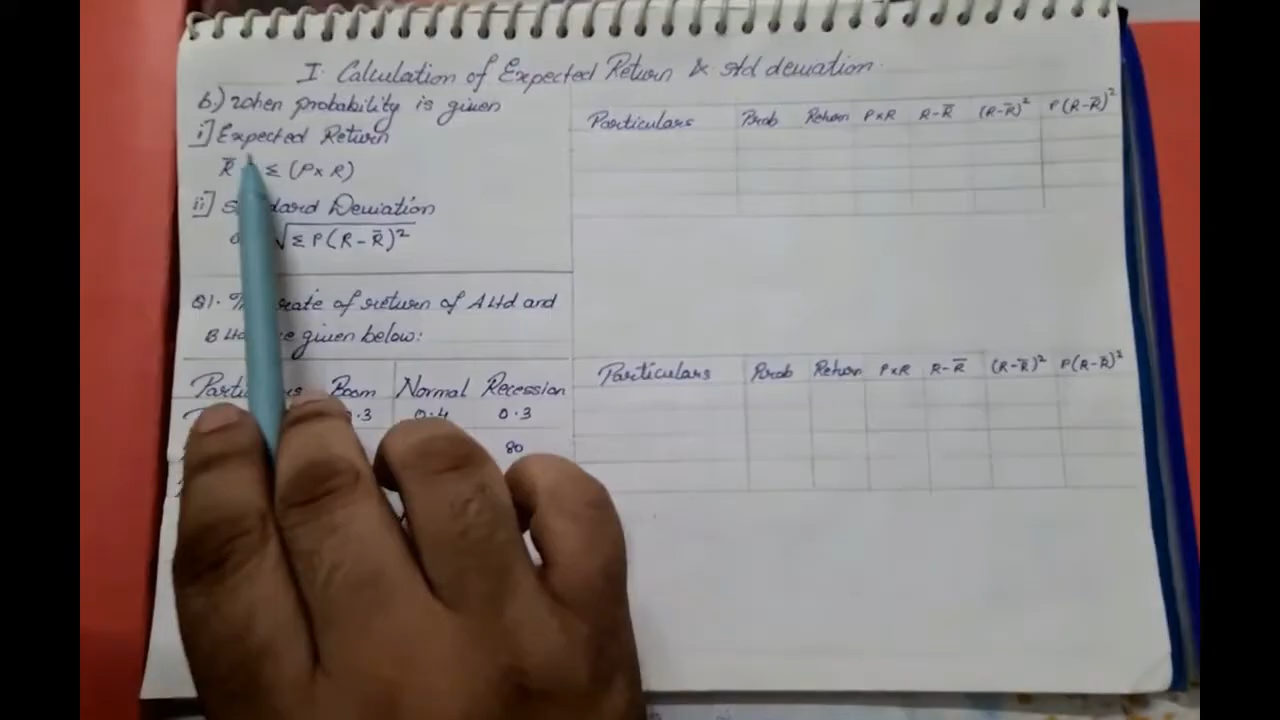 I. Calculation of Expected Return & std deviation.
b.) When probability is given
i] Expected Return
R̄ Σ (P x R)
ii] Standard Deviation
√ΣP(R-R̄)²
Particulars Prob Return PxR R-R̄ (R-R̄)² P(R-R̄)²
Q1. rate of return of A Ltd and
B given below:
Boom Normal Recession
0.4 0.3
80
Particulars Prob Return PxR R-R̄ (R-R̄)² P(R-R̄)²